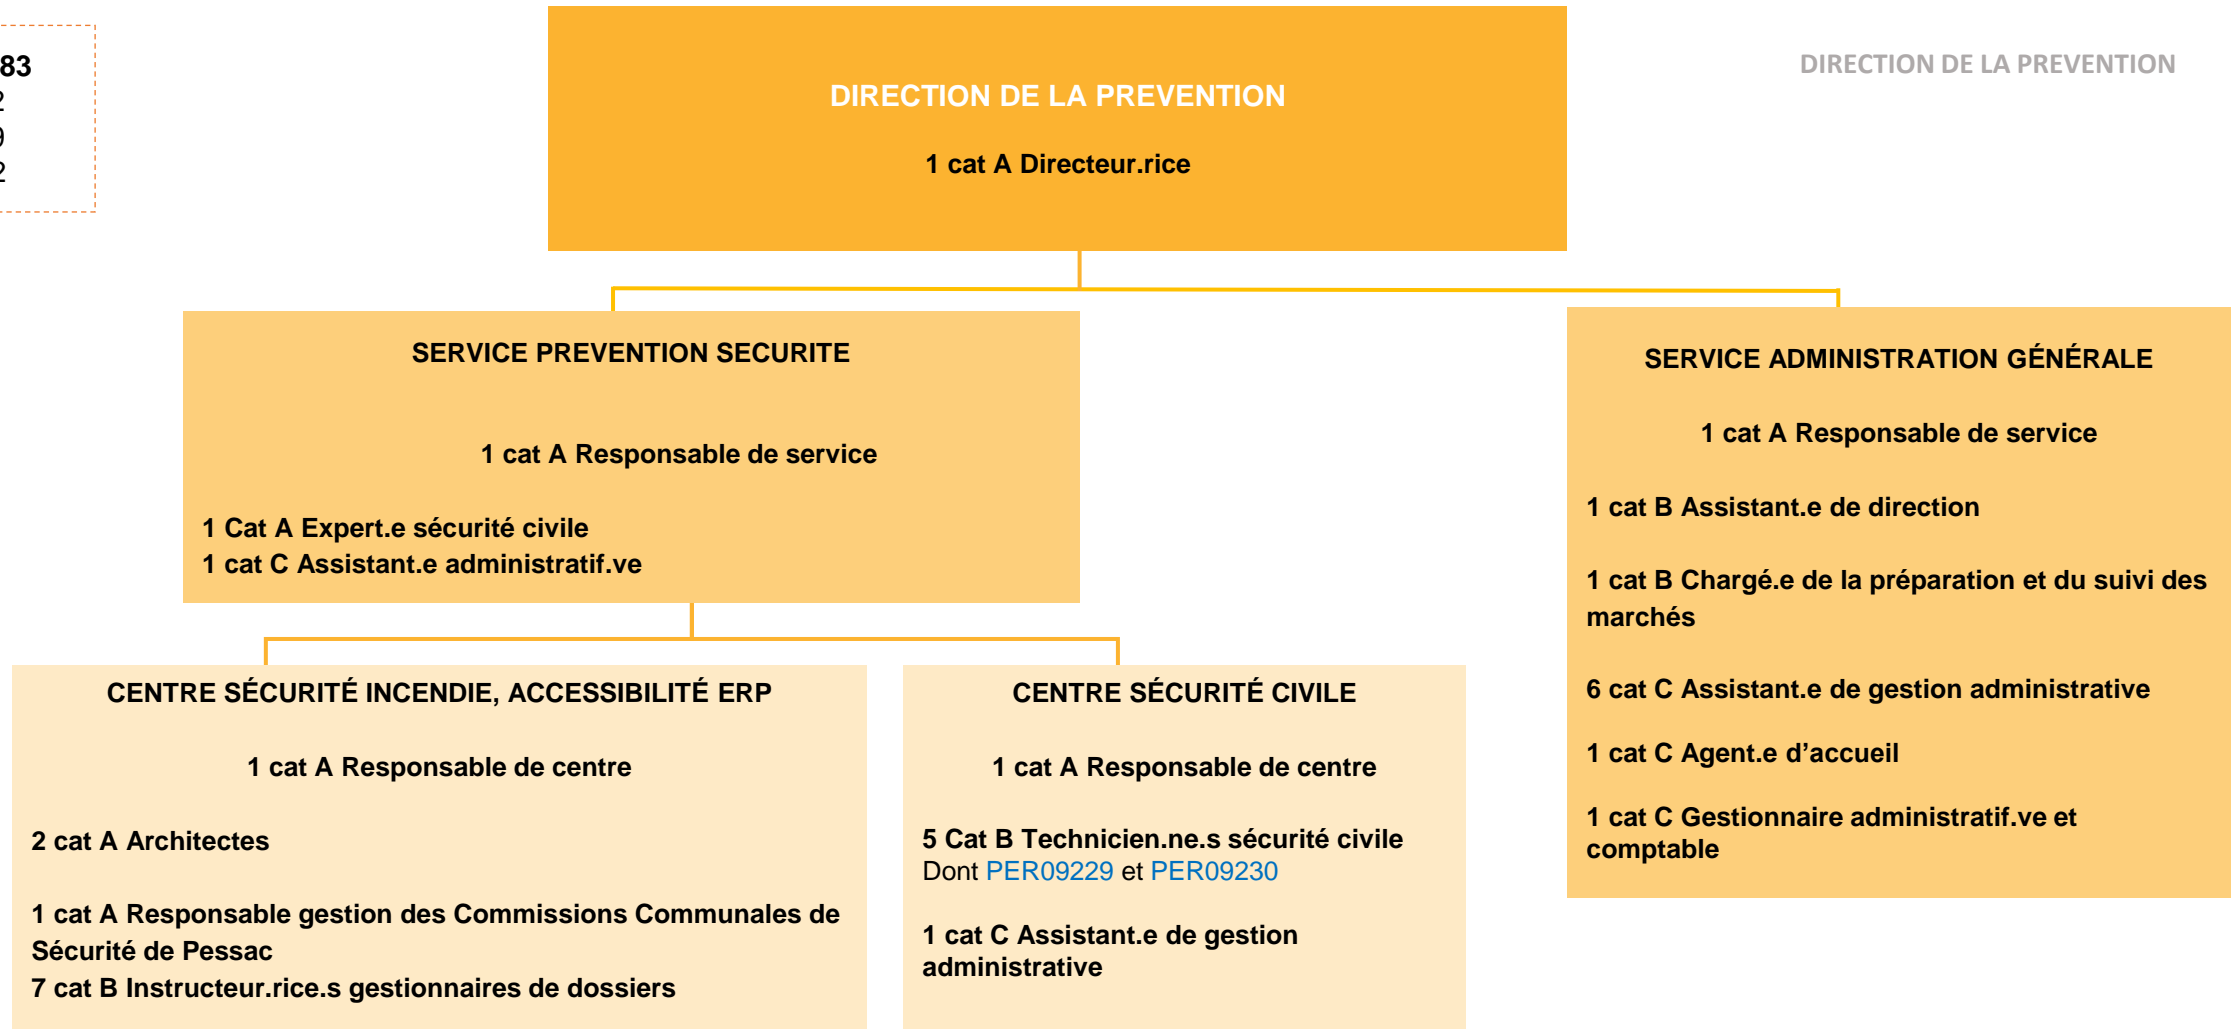 83
2
9
2
DIRECTION DE LA PREVENTION
1 cat A Directeur.rice
DIRECTION DE LA PREVENTION
SERVICE PREVENTION SECURITE
1 cat A Responsable de service
1 Cat A Expert.e sécurité civile
1 cat C Assistant.e administratif.ve
SERVICE ADMINISTRATION GÉNÉRALE
1 cat A Responsable de service
1 cat B Assistant.e de direction
1 cat B Chargé.e de la préparation et du suivi des
marchés
6 cat C Assistant.e de gestion administrative
1 cat C Agent.e d’accueil
1 cat C Gestionnaire administratif.ve et
comptable
CENTRE SÉCURITÉ INCENDIE, ACCESSIBILITÉ ERP
1 cat A Responsable de centre
2 cat A Architectes
1 cat A Responsable gestion des Commissions Communales de
Sécurité de Pessac
7 cat B Instructeur.rice.s gestionnaires de dossiers
CENTRE SÉCURITÉ CIVILE
1 cat A Responsable de centre
5 Cat B Technicien.ne.s sécurité civile
Dont PER09229 et PER09230
1 cat C Assistant.e de gestion
administrative